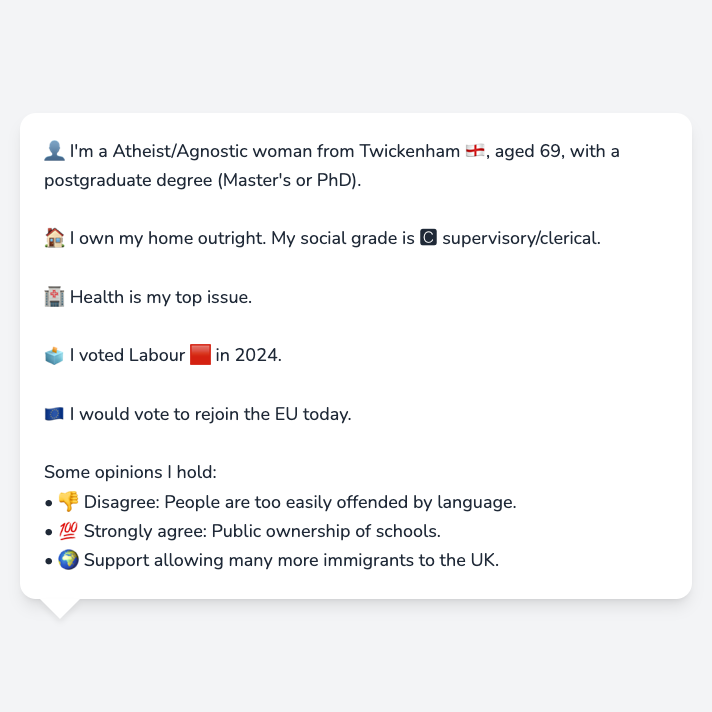 👤 I'm a Atheist/Agnostic woman from Twickenham 🏴󠁧󠁢󠁥󠁮󠁧󠁿, aged 69, with a
postgraduate degree (Master's or PhD).
🏠 I own my home outright. My social grade is 🅲 supervisory/clerical.
🏥 Health is my top issue.
🗳️ I voted Labour 🟥 in 2024.
🇪🇺 I would vote to rejoin the EU today.
Some opinions I hold:
• 👎 Disagree: People are too easily offended by language.
• 💯 Strongly agree: Public ownership of schools.
• 🌍 Support allowing many more immigrants to the UK.